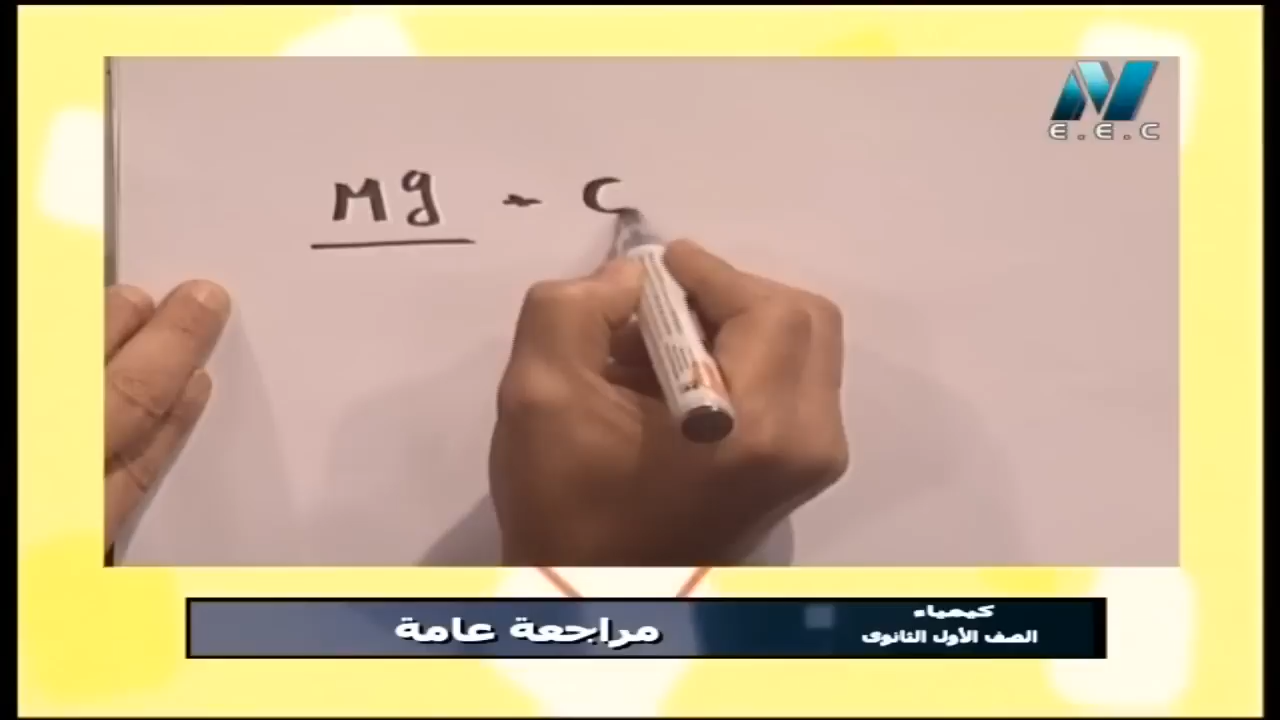 E.E.C
Mg - C
كيمياء
الصف الأول الثانوى
مراجعة عامة